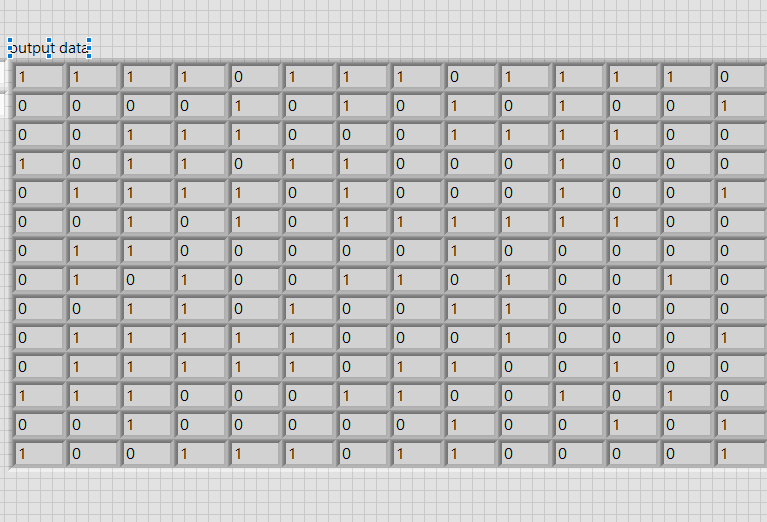 output data
1 1 1 1 0 1 1 1 0 1 1 1 1 0
0 0 0 0 1 0 1 0 1 0 1 0 0 1
0 0 1 1 1 0 0 0 1 1 1 1 0 0
1 0 1 1 0 1 1 0 0 0 1 0 0 0
0 1 1 1 1 0 1 0 0 0 1 0 0 1
0 0 1 0 1 0 1 1 1 1 1 1 0 0
0 1 1 0 0 0 0 0 1 0 0 0 0 0
0 1 0 1 0 0 1 1 0 1 0 0 1 0
0 0 1 1 0 1 0 0 1 1 0 0 0 0
0 1 1 1 1 1 0 0 0 1 0 0 0 1
0 1 1 1 1 1 0 1 1 0 0 1 0 0
1 1 1 0 0 0 1 1 0 0 1 0 1 0
0 0 1 0 0 0 0 0 1 0 0 1 0 1
1 0 0 1 1 1 0 1 1 0 0 0 0 1